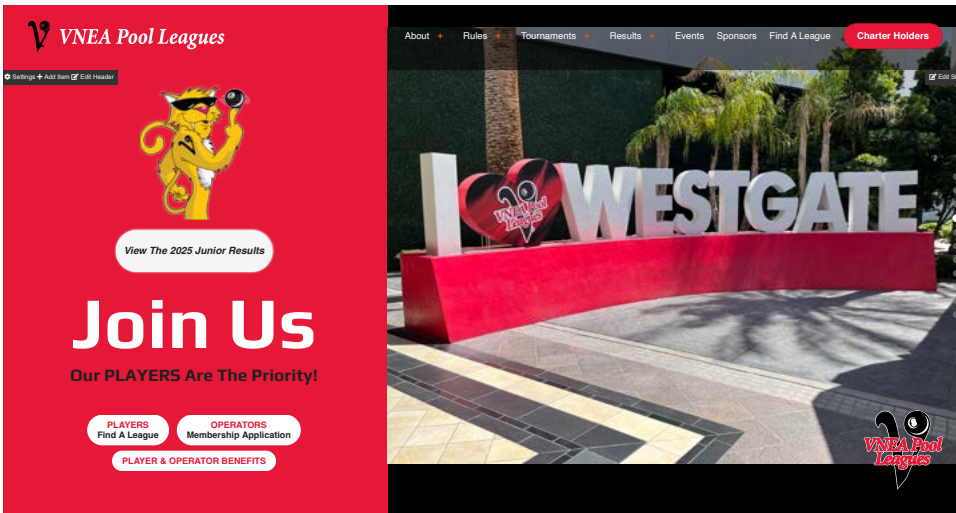 VNEA Pool Leagues
About +
Rules +
Tournaments +
Results +
Events
Sponsors
Find A League
Charter Holders
Settings
Add Item
Edit Header
Edit
I
WESTGATE
VNEA Pool
Leagues
View The 2025 Junior Results
Join Us
Our PLAYERS Are The Priority!
PLAYERS
Find A League
OPERATORS
Membership Application
PLAYER & OPERATOR BENEFITS
VNEA Pool
Leagues